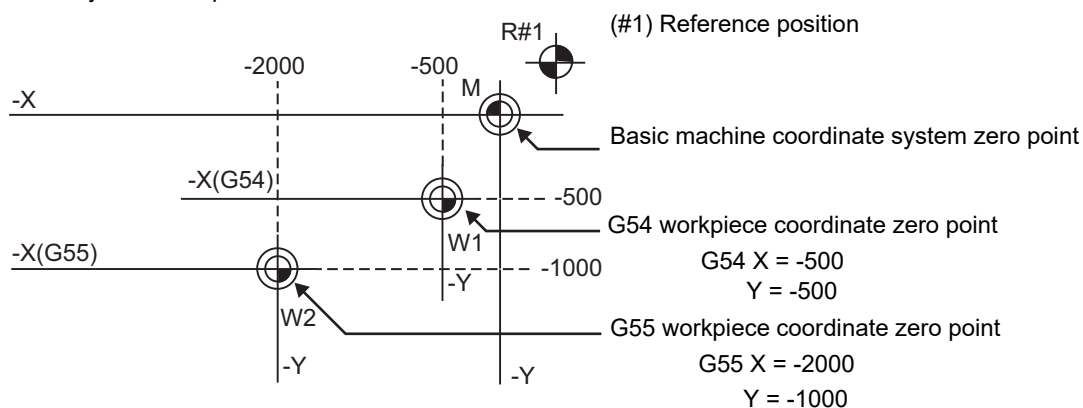 R#1
(#1) Reference position
-2000
-500
M
-X
Basic machine coordinate system zero point
-X(G54)
-500
G54 workpiece coordinate zero point
W1
-X(G55)
-1000
G54 X = -500
-Y
Y = -500
W2
G55 workpiece coordinate zero point
-Y
-Y
G55 X = -2000
Y = -1000